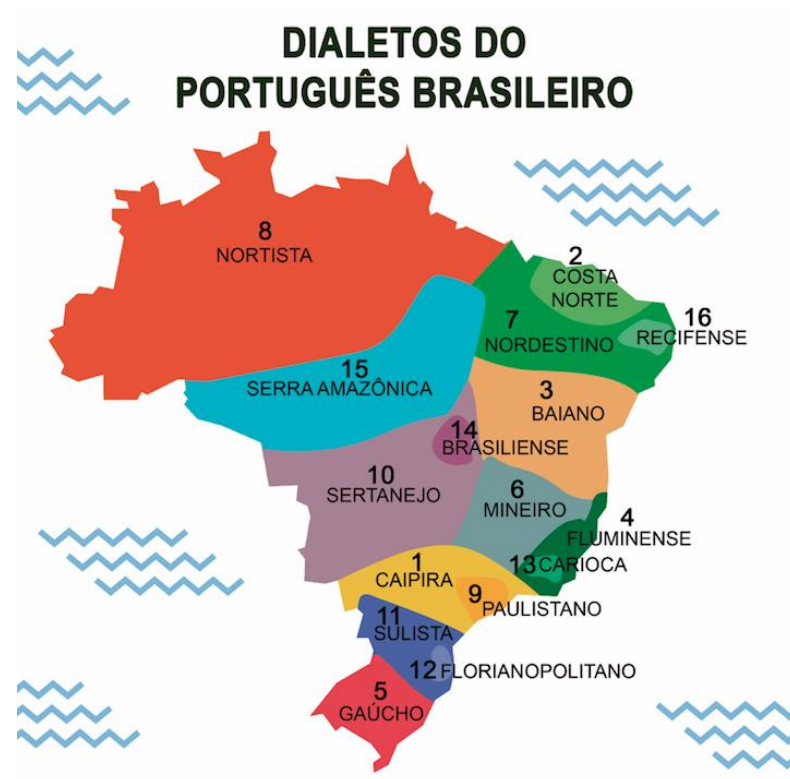 DIALETOS DO
PORTUGUÊS BRASILEIRO
8
NORTISTA
2
COSTA
NORTE
7
NORDESTINO
16
RECIFENSE
15
SERRA AMAZÔNICA
3
BAIANO
14
BRASILIENSE
10
SERTANEJO
6
MINEIRO
4
FLUMINENSE
13 CARIOCA
1
CAIPIRA
9
PAULISTANO
11
SULISTA
12 FLORIANOPOLITANO
5
GAÚCHO